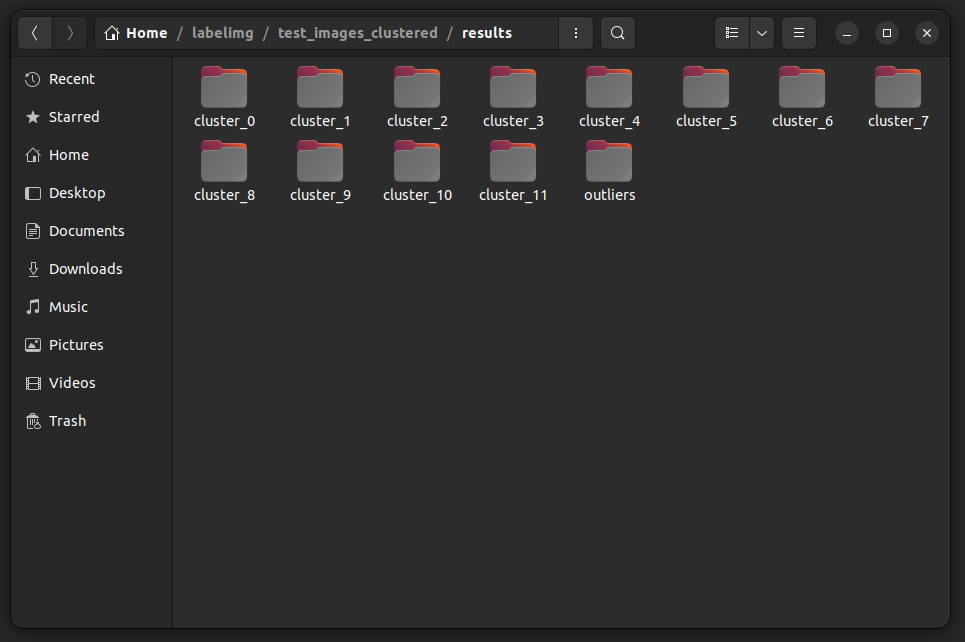 Home / labelimg / test_images_clustered / results
Recent
Starred
Home
Desktop
Documents
Downloads
Music
Pictures
Videos
Trash
cluster_0 cluster_1 cluster_2 cluster_3 cluster_4 cluster_5 cluster_6 cluster_7
cluster_8 cluster_9 cluster_10 cluster_11 outliers